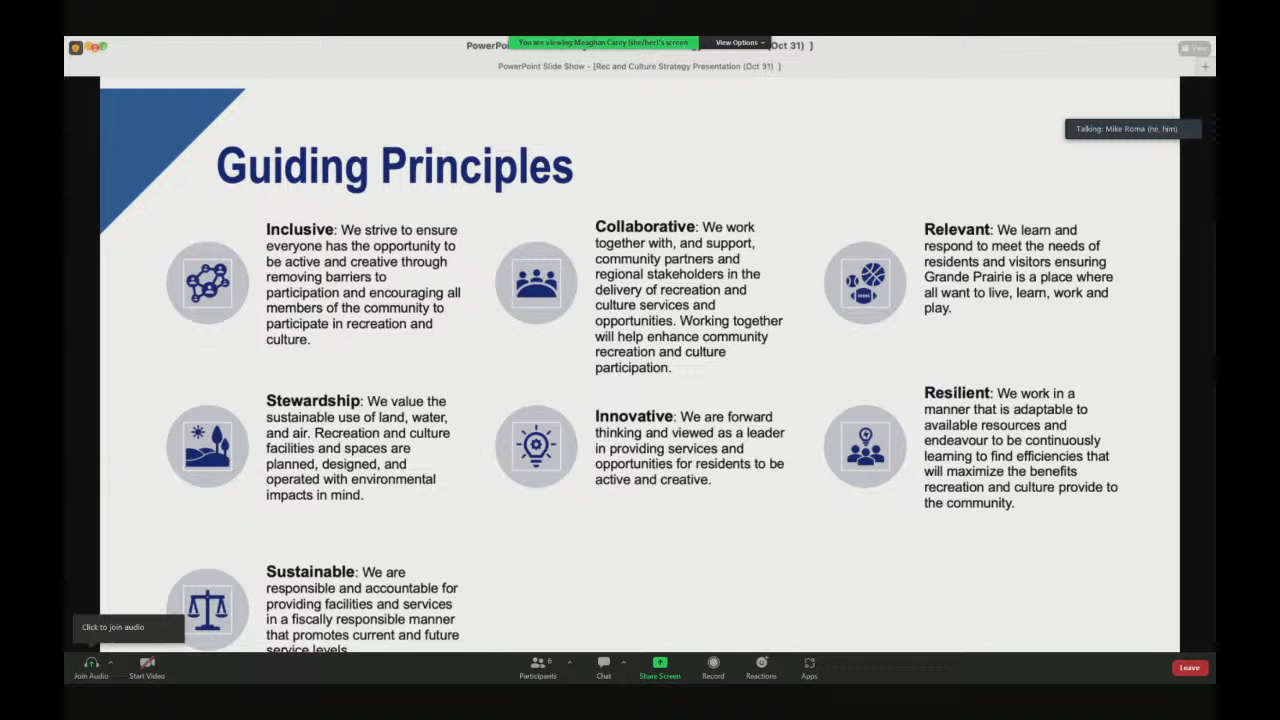 PowerPoi
You are viewing Meaghan Carey (she/her)'s screen
View Options
Oct 31) ]
View
PowerPoint Slide Show - [Rec and Culture Strategy Presentation (Oct 31) ]
Talking: Mike Roma (he, him)
Guiding Principles
Inclusive: We strive to ensure
everyone has the opportunity to
be active and creative through
removing barriers to
participation and encouraging all
members of the community to
participate in recreation and
culture.
Collaborative: We work
together with, and support,
community partners and
regional stakeholders in the
delivery of recreation and
culture services and
opportunities. Working together
will help enhance community
recreation and culture
participation.
Relevant: We learn and
respond to meet the needs of
residents and visitors ensuring
Grande Prairie is a place where
all want to live, learn, work and
play.
Stewardship: We value the
sustainable use of land, water,
and air. Recreation and culture
facilities and spaces are
planned, designed, and
operated with environmental
impacts in mind.
Innovative: We are forward
thinking and viewed as a leader
in providing services and
opportunities for residents to be
active and creative.
Resilient: We work in a
manner that is adaptable to
available resources and
endeavour to be continuously
learning to find efficiencies that
will maximize the benefits
recreation and culture provide to
the community.
Sustainable: We are
responsible and accountable for
providing facilities and services
in a fiscally responsible manner
that promotes current and future
service levels
Click to join audio
Join Audio
Start Video
6
Participants
Chat
Share Screen
Record
Reactions
Apps
Leave